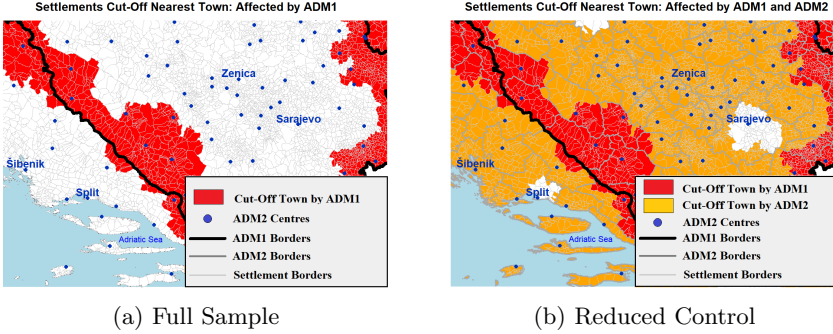 Settlements Cut-Off Nearest Town: Affected by ADM1
Zenica
Sarajevo
Šibenik
Split
Adriatic Sea
Cut-Off Town by ADM1
ADM2 Centres
ADM1 Borders
ADM2 Borders
Settlement Borders
(a) Full Sample
Settlements Cut-Off Nearest Town: Affected by ADM1 and ADM2
Zenica
Sarajevo
Šibenik
Split
Adriatic Sea
Cut-Off Town by ADM1
Cut-Off Town by ADM2
ADM2 Centres
ADM1 Borders
ADM2 Borders
Settlement Borders
(b) Reduced Control